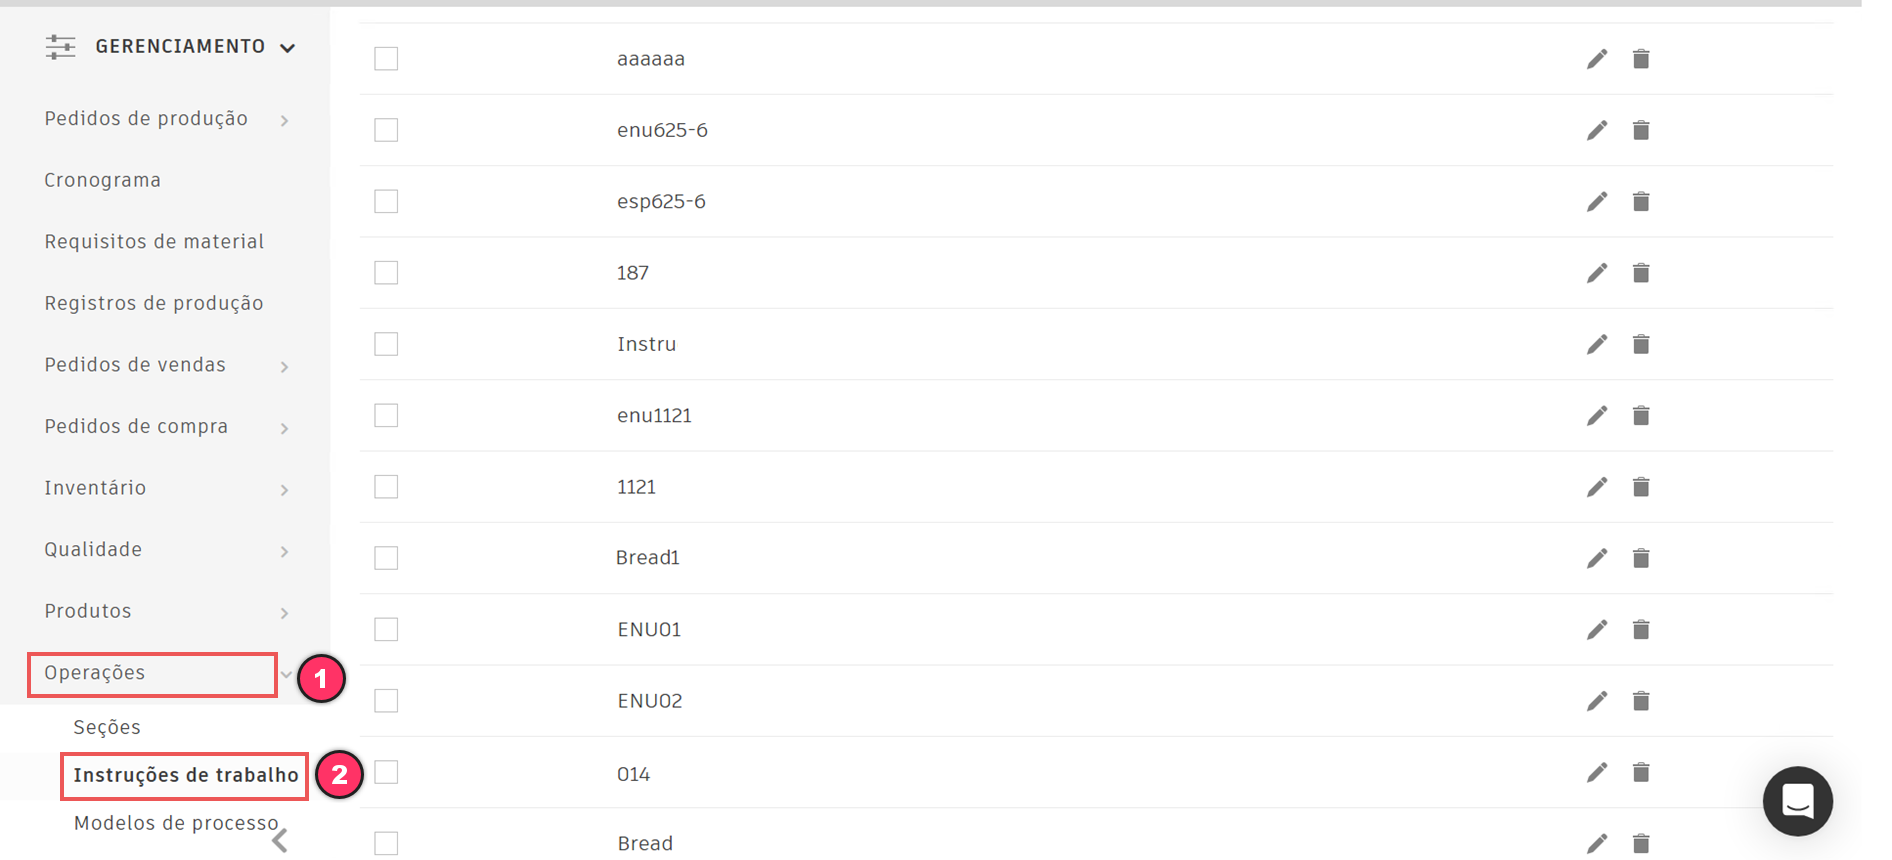 GERENCIAMENTO
Pedidos de produção
Cronograma
Requisitos de material
Registros de produção
Pedidos de vendas
Pedidos de compra
Inventário
Qualidade
Produtos
Operações
1
Seções
Instruções de trabalho
2
Modelos de processo
aaaaaa
enu625-6
esp625-6
187
Instru
enu1121
1121
Bread1
ENU01
ENU02
014
Bread